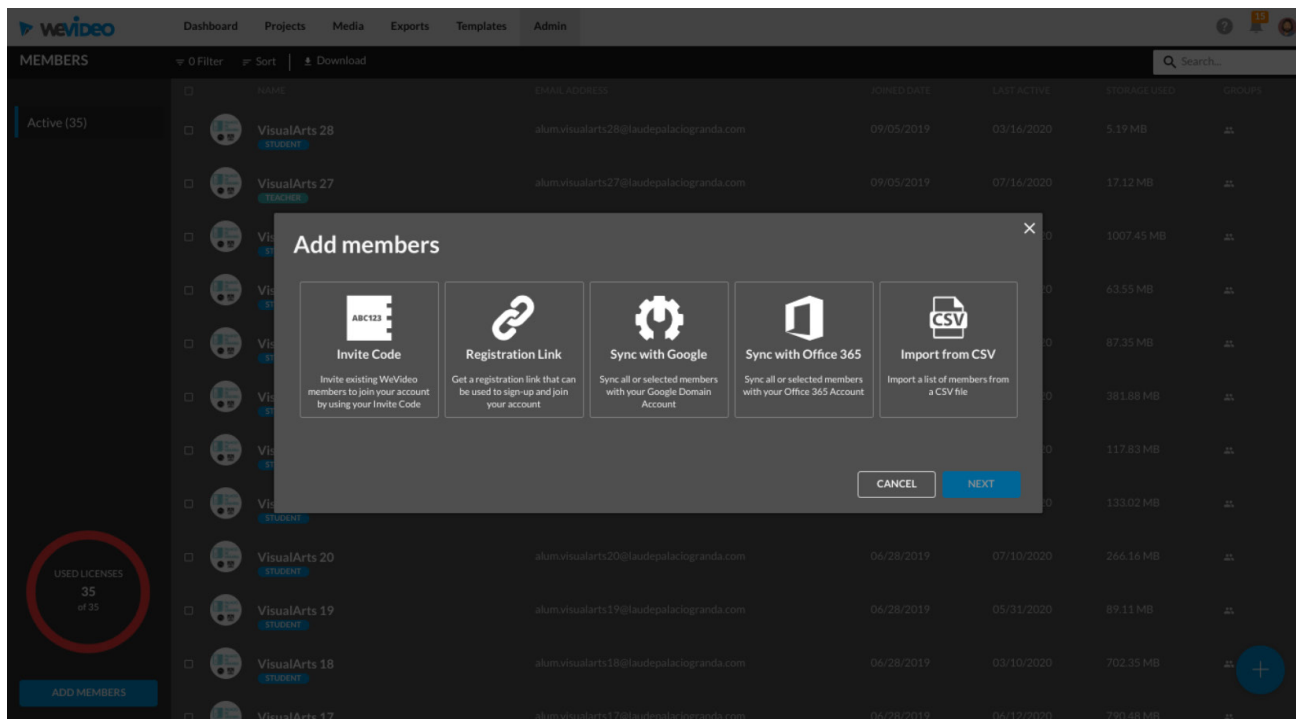 WEVIDEO Dashboard Projects Media Exports Templates Admin 15
MEMBERS 0 Filter Sort Download Search...
NAME EMAIL ADDRESS JOINED DATE LAST ACTIVE STORAGE USED GROUPS
Active (35)
VisualArts 28 alum.visualarts28@laudepalaciogranda.com 09/05/2019 03/16/2020 5.19 MB
STUDENT
VisualArts 27 alum.visualarts27@laudepalaciogranda.com 09/05/2019 07/16/2020 17.12 MB
TEACHER
1007.45 MB
63.55 MB
87.35 MB
381.88 MB
117.83 MB
133.02 MB
STUDENT
Add members
ABC123
Invite Code
Invite existing WeVideo
members to join your account
by using your Invite Code
Registration Link
Get a registration link that can
be used to sign-up and join
your account
Sync with Google
Sync all or selected members
with your Google Domain
Account
Sync with Office 365
Sync all or selected members
with your Office 365 Account
CSV
Import from CSV
Import a list of members from
a CSV file
CANCEL NEXT
VisualArts 20 alum.visualarts20@laudepalaciogranda.com 06/28/2019 07/10/2020 266.16 MB
STUDENT
VisualArts 19 alum.visualarts19@laudepalaciogranda.com 06/28/2019 05/31/2020 89.11 MB
STUDENT
VisualArts 18 alum.visualarts18@laudepalaciogranda.com 06/28/2019 03/10/2020 702.35 MB
STUDENT
VisualArts 17 alum.visualarts17@laudepalaciogranda.com 06/28/2019 06/12/2020 790.48 MB
USED LICENSES
35
of 35
ADD MEMBERS